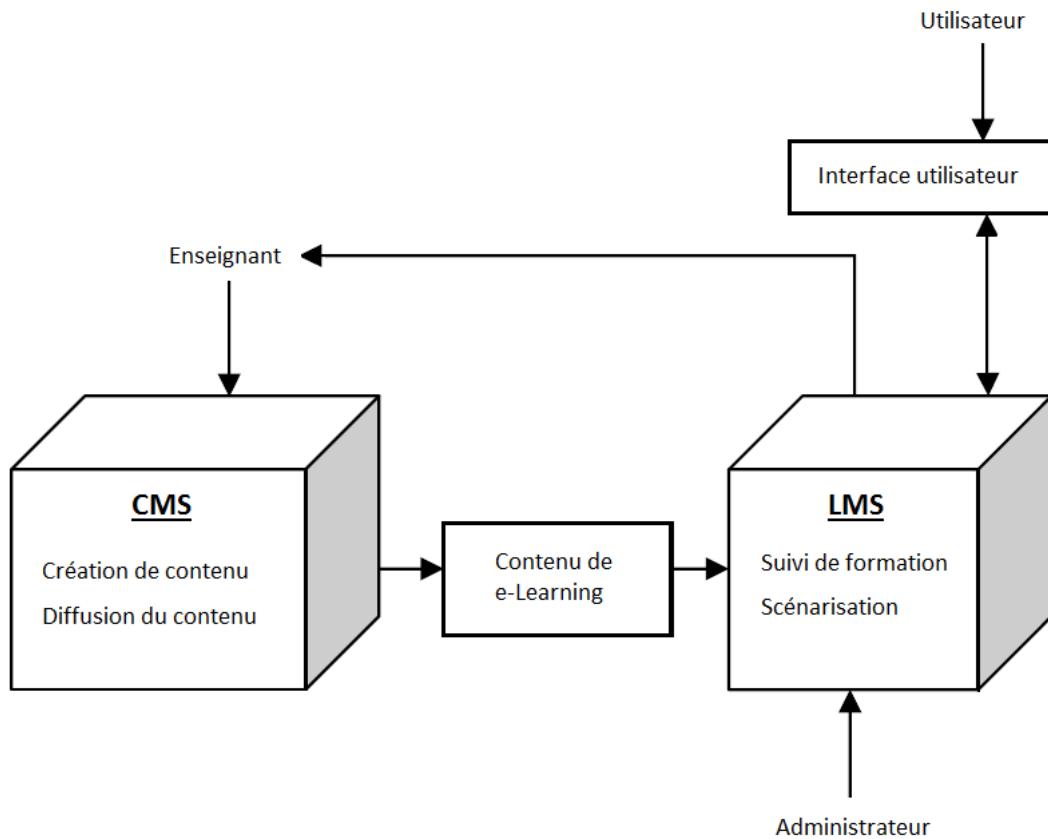 Utilisateur
Interface utilisateur
Enseignant
CMS
Création de contenu
Diffusion du contenu
Contenu de
e-Learning
LMS
Suivi de formation
Scénarisation
Administrateur